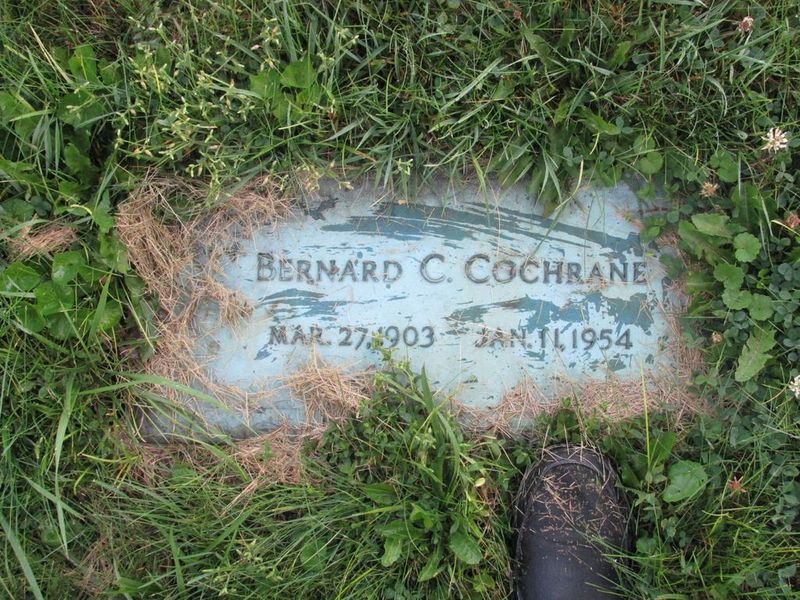 BERNARD C. COCHRANE
MAR. 27, 1903 JAN. 11, 1954